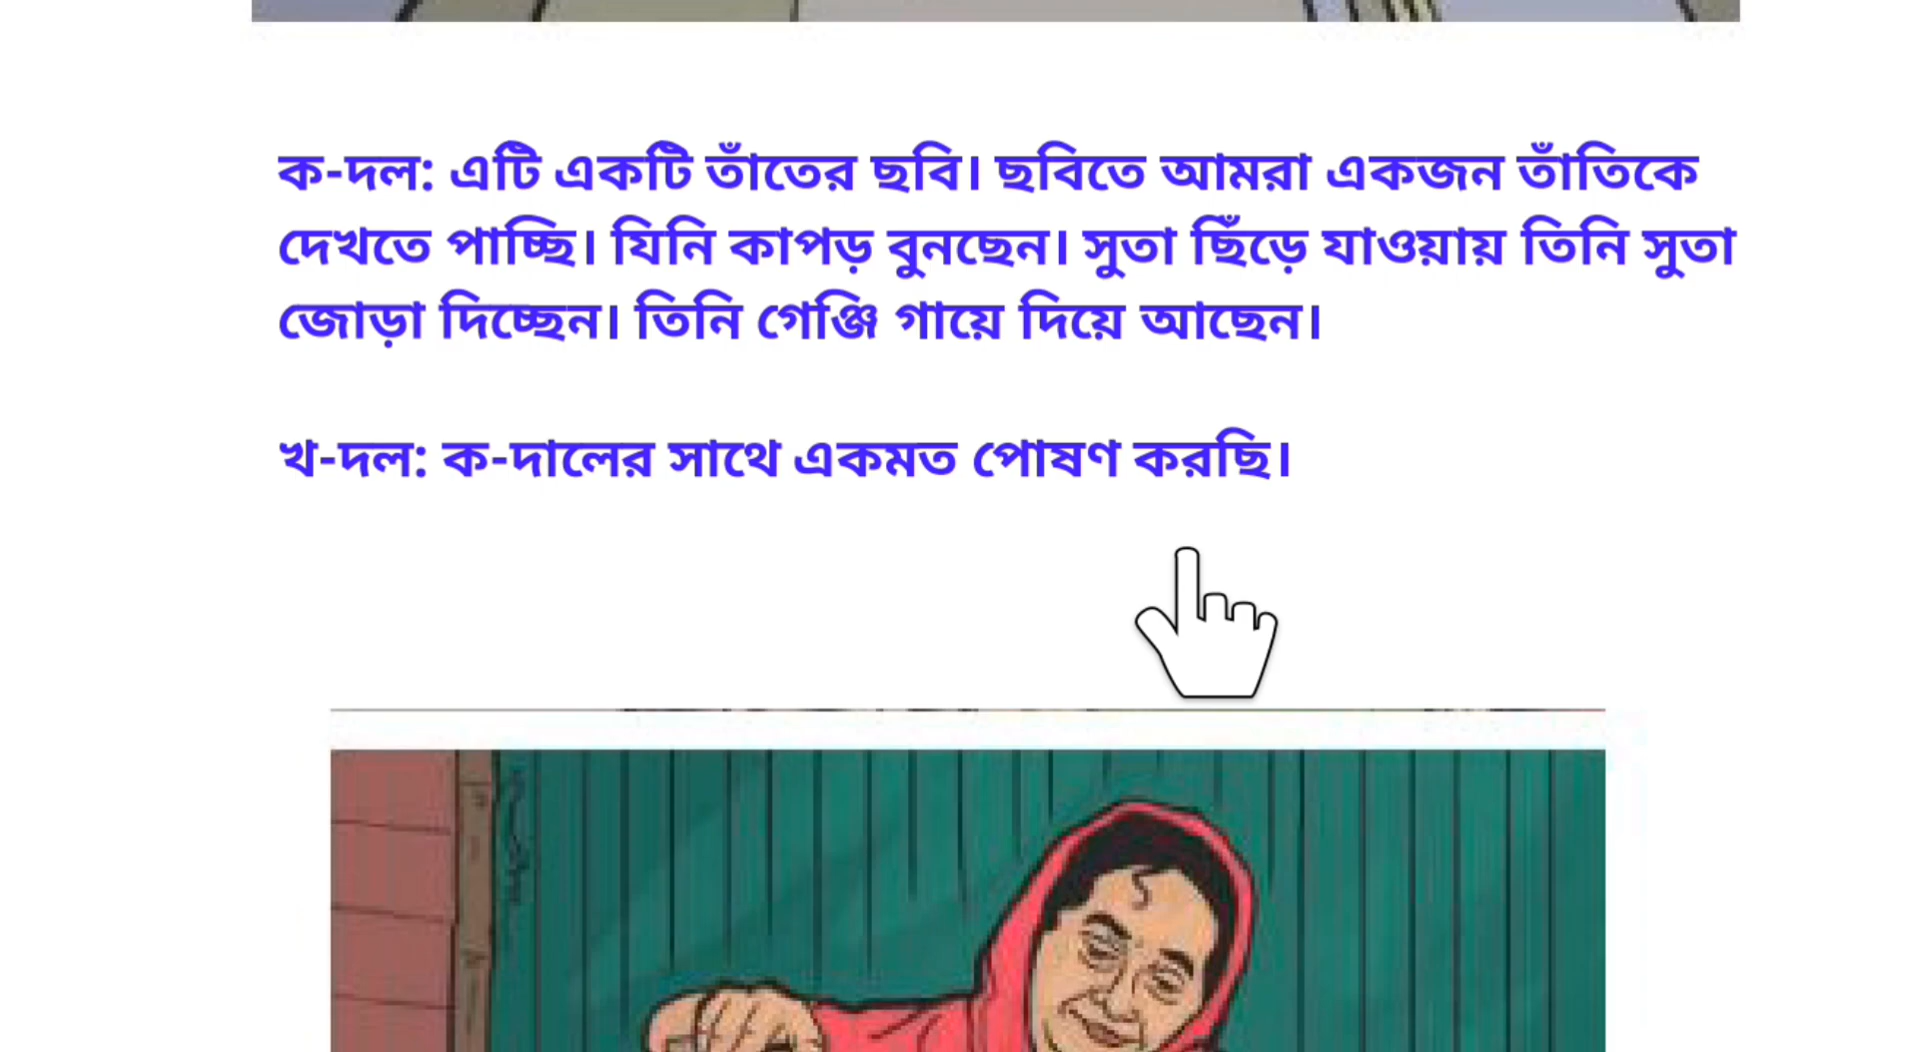 ক-দল: এটি একটি তাঁতের ছবি। ছবিতে আমরা একজন তাঁতিকে
দেখতে পাচ্ছি। যিনি কাপড় বুনছেন। সুতা ছিঁড়ে যাওয়ায় তিনি সুতা
জোড়া দিচ্ছেন। তিনি গেঞ্জি গায়ে দিয়ে আছেন।
খ-দল: ক-দালের সাথে একমত পোষণ করছি।